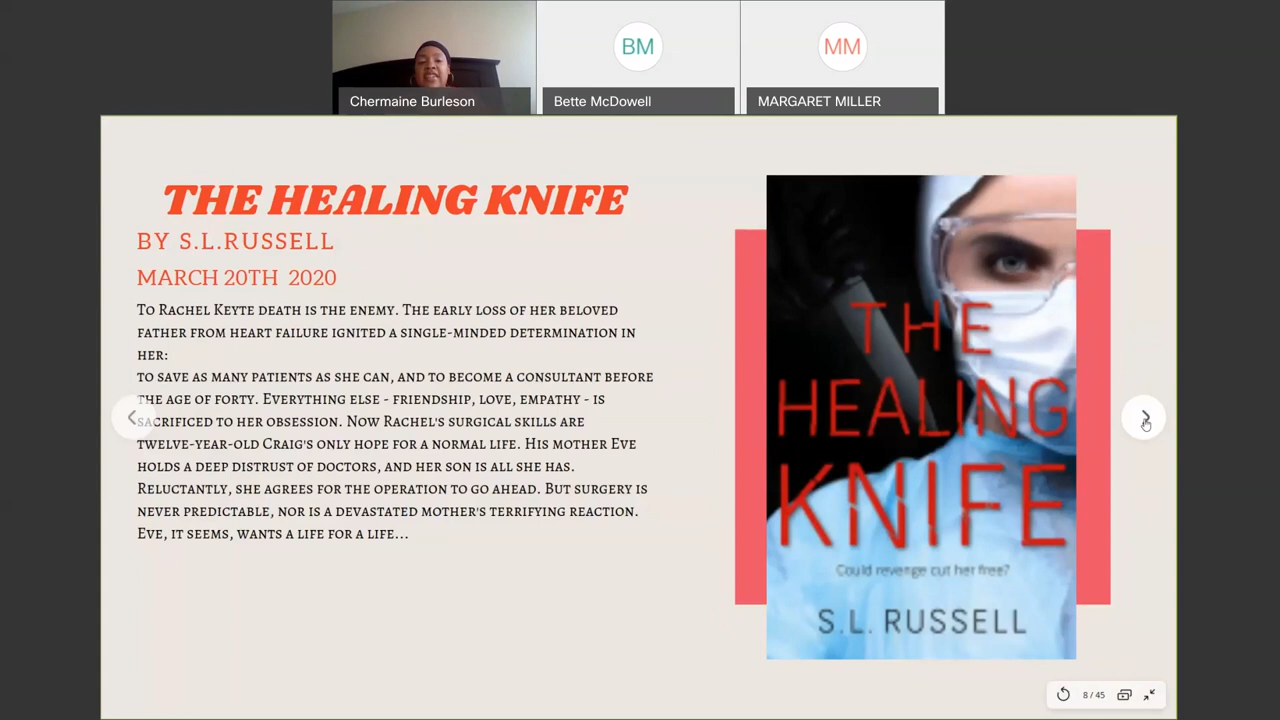 BM
MM
Chermaine Burleson
Bette McDowell
MARGARET MILLER
THE HEALING KNIFE
BY S.L.RUSSELL
MARCH 20TH 2020
To Rachel Keyte death is the enemy. The early loss of her beloved
father from heart failure ignited a single-minded determination in
her:
to save as many patients as she can, and to become a consultant before
the age of forty. Everything else - friendship, love, empathy - is
sacrificed to her obsession. Now Rachel's surgical skills are
twelve-year-old Craig's only hope for a normal life. His mother Eve
holds a deep distrust of doctors, and her son is all she has.
Reluctantly, she agrees for the operation to go ahead. But surgery is
never predictable, nor is a devastated mother's terrifying reaction.
Eve, it seems, wants a life for a life...
THE
HEALING
KNIFE
Could revenge cut her free?
S.L. RUSSELL
8 / 45